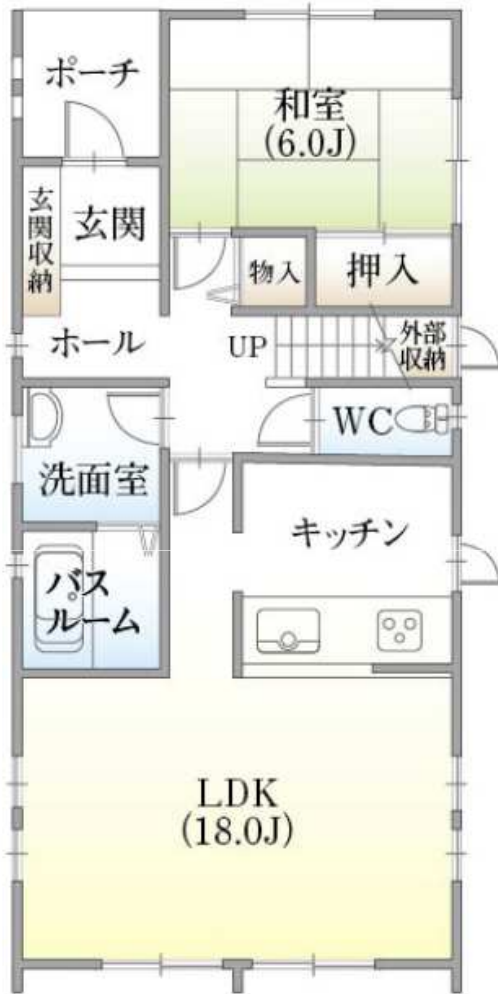 ポーチ
和室
(6.0J)
玄関収納
玄関
物入
押入
ホール
UP
外部
収納
WC
洗面室
キッチン
バス
ルーム
LDK
(18.0J)